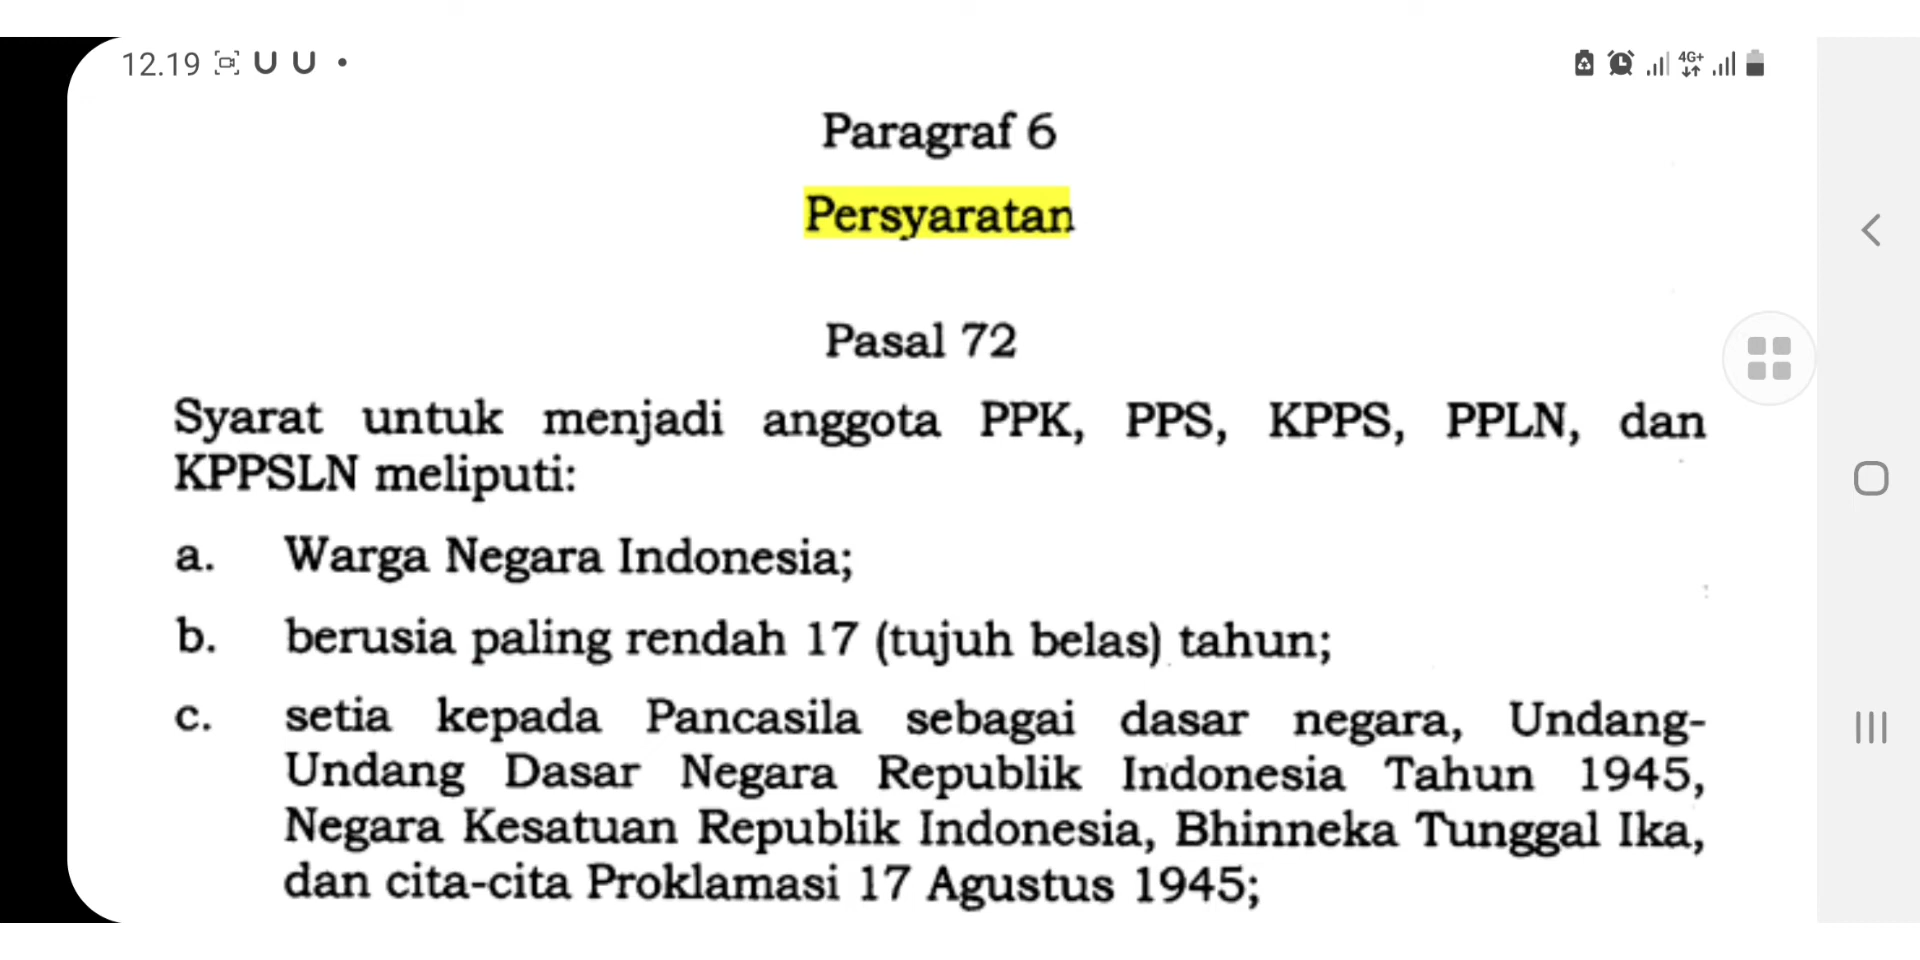 12.19 U U •
4G+
Paragraf 6
Persyaratan
Pasal 72
Syarat untuk menjadi anggota PPK, PPS, KPPS, PPLN, dan
KPPSLN meliputi:
a. Warga Negara Indonesia;
b. berusia paling rendah 17 (tujuh belas) tahun;
c. setia kepada Pancasila sebagai dasar negara, Undang-
Undang Dasar Negara Republik Indonesia Tahun 1945,
Negara Kesatuan Republik Indonesia, Bhinneka Tunggal Ika,
dan cita-cita Proklamasi 17 Agustus 1945;